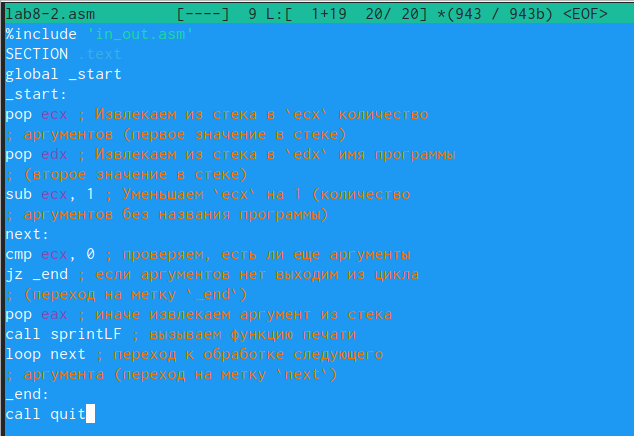 lab8-2.asm [----] 9 L:[ 1+19 20/ 20] *(943 / 943b) <EOF>
%include 'in_out.asm'
SECTION .text
global _start
_start:
pop ecx ; Извлекаем из стека в `ecx` количество
; аргументов (первое значение в стеке)
pop edx ; Извлекаем из стека в `edx` имя программы
; (второе значение в стеке)
sub ecx, 1 ; Уменьшаем `ecx` на 1 (количество
; аргументов без названия программы)
next:
cmp ecx, 0 ; проверяем, есть ли еще аргументы
jz _end ; если аргументов нет выходим из цикла
; (переход на метку `_end`)
pop eax ; иначе извлекаем аргумент из стека
call sprintLF ; вызываем функцию печати
loop next ; переход к обработке следующего
; аргумента (переход на метку `next`)
_end:
call quit